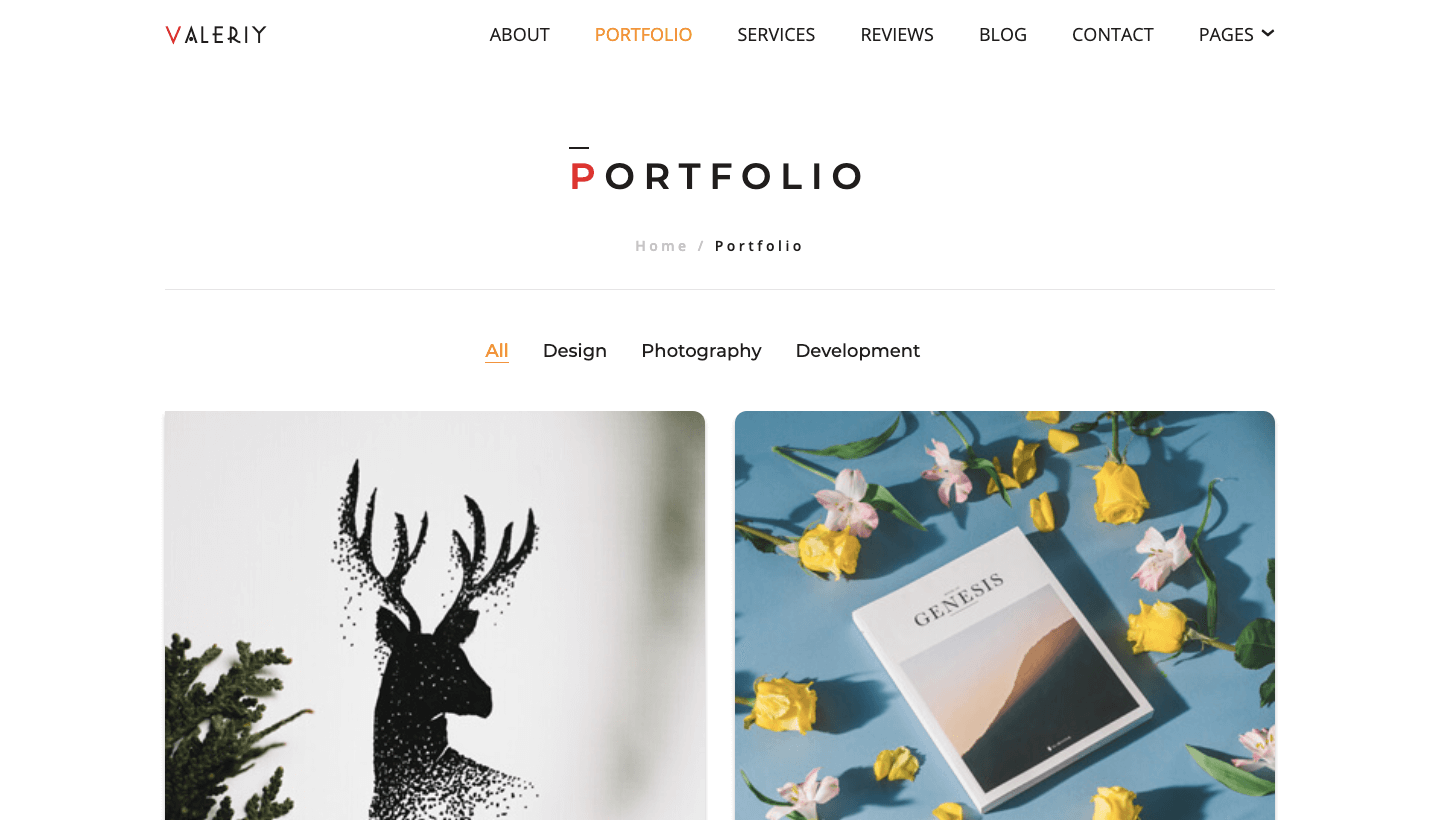 VALERIY
ABOUT PORTFOLIO SERVICES REVIEWS BLOG CONTACT PAGES
PORTFOLIO
Home / Portfolio
All Design Photography Development
GENESIS